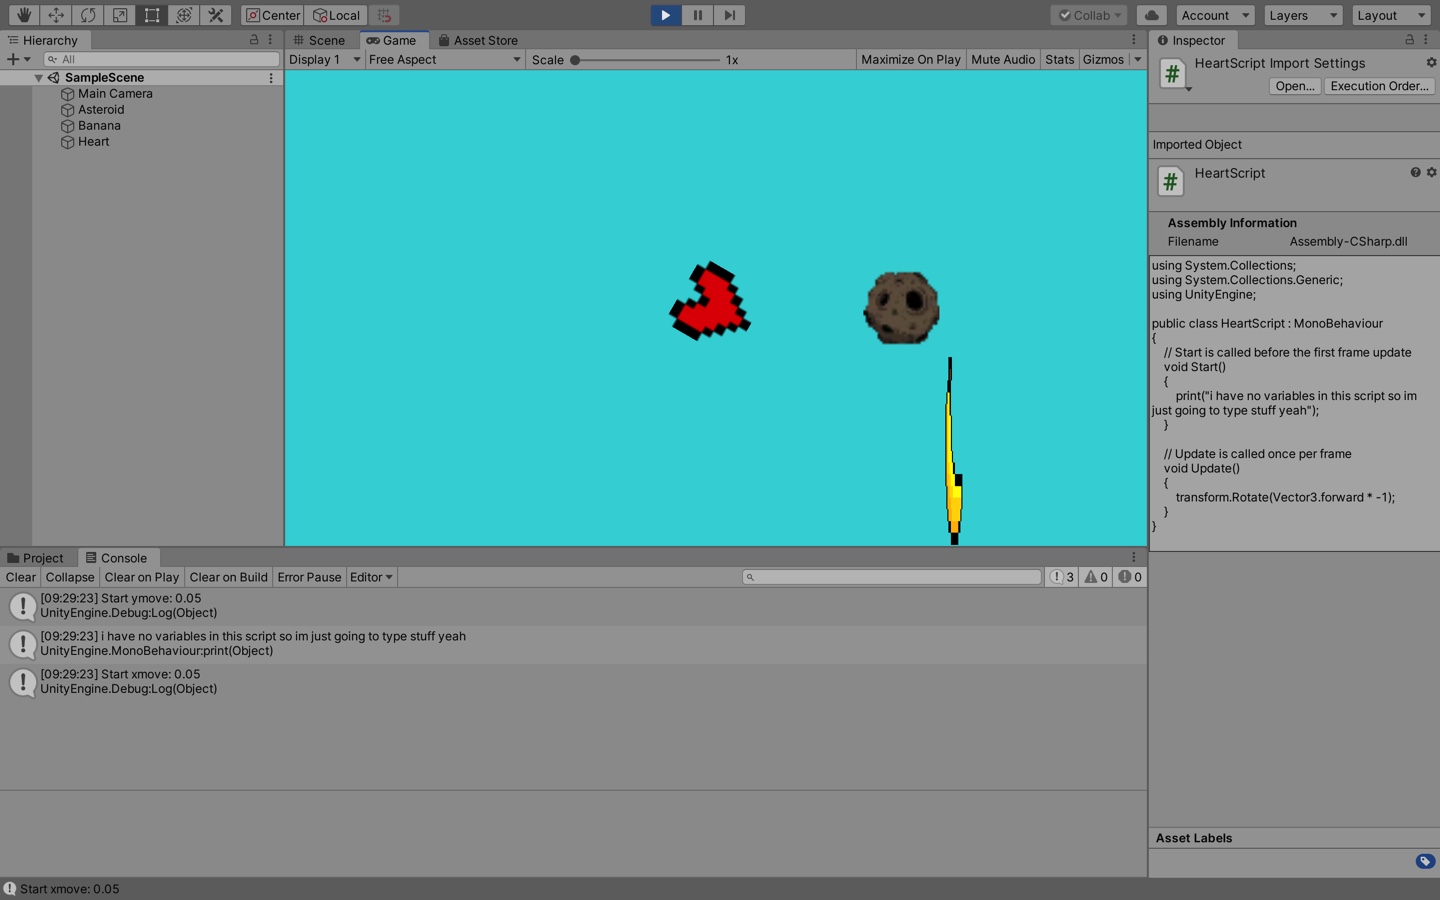 Center
Local
Collab
Account
Layers
Layout
Hierarchy
Scene
Game
Asset Store
Inspector
All
Display 1
Free Aspect
Scale
1x
Maximize On Play
Mute Audio
Stats
Gizmos
SampleScene
Main Camera
Asteroid
Banana
Heart
#
HeartScript Import Settings
Open...
Execution Order...
Imported Object
#
HeartScript
Assembly Information
Filename
Assembly-CSharp.dll
using System.Collections;
using System.Collections.Generic;
using UnityEngine;
public class HeartScript : MonoBehaviour
{
// Start is called before the first frame update
void Start()
{
print("i have no variables in this script so im
just going to type stuff yeah");
}
// Update is called once per frame
void Update()
{
transform.Rotate(Vector3.forward * -1);
}
}
Project
Console
Clear
Collapse
Clear on Play
Clear on Build
Error Pause
Editor
3
0
0
[09:29:23] Start ymove: 0.05
UnityEngine.Debug:Log(Object)
[09:29:23] i have no variables in this script so im just going to type stuff yeah
UnityEngine.MonoBehaviour:print(Object)
[09:29:23] Start xmove: 0.05
UnityEngine.Debug:Log(Object)
Asset Labels
Start xmove: 0.05